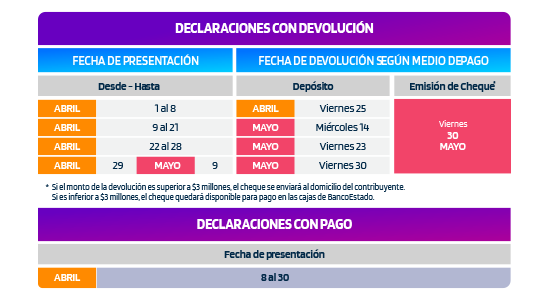 DECLARACIONES CON DEVOLUCIÓN
FECHA DE PRESENTACIÓN FECHA DE DEVOLUCIÓN SEGÚN MEDIO DEPAGO
Desde - Hasta Depósito Emisión de Cheque*
ABRIL 1 al 8 ABRIL Viernes 25
ABRIL 9 al 21 MAYO Miércoles 14
ABRIL 22 al 28 MAYO Viernes 23
ABRIL 29 MAYO 9 MAYO Viernes 30
Viernes
30
MAYO
* Si el monto de la devolución es superior a $3 millones, el cheque se enviará al domicilio del contribuyente.
Si es inferior a $3 millones, el cheque quedará disponible para pago en las cajas de BancoEstado.
DECLARACIONES CON PAGO
Fecha de presentación
ABRIL 8 al 30